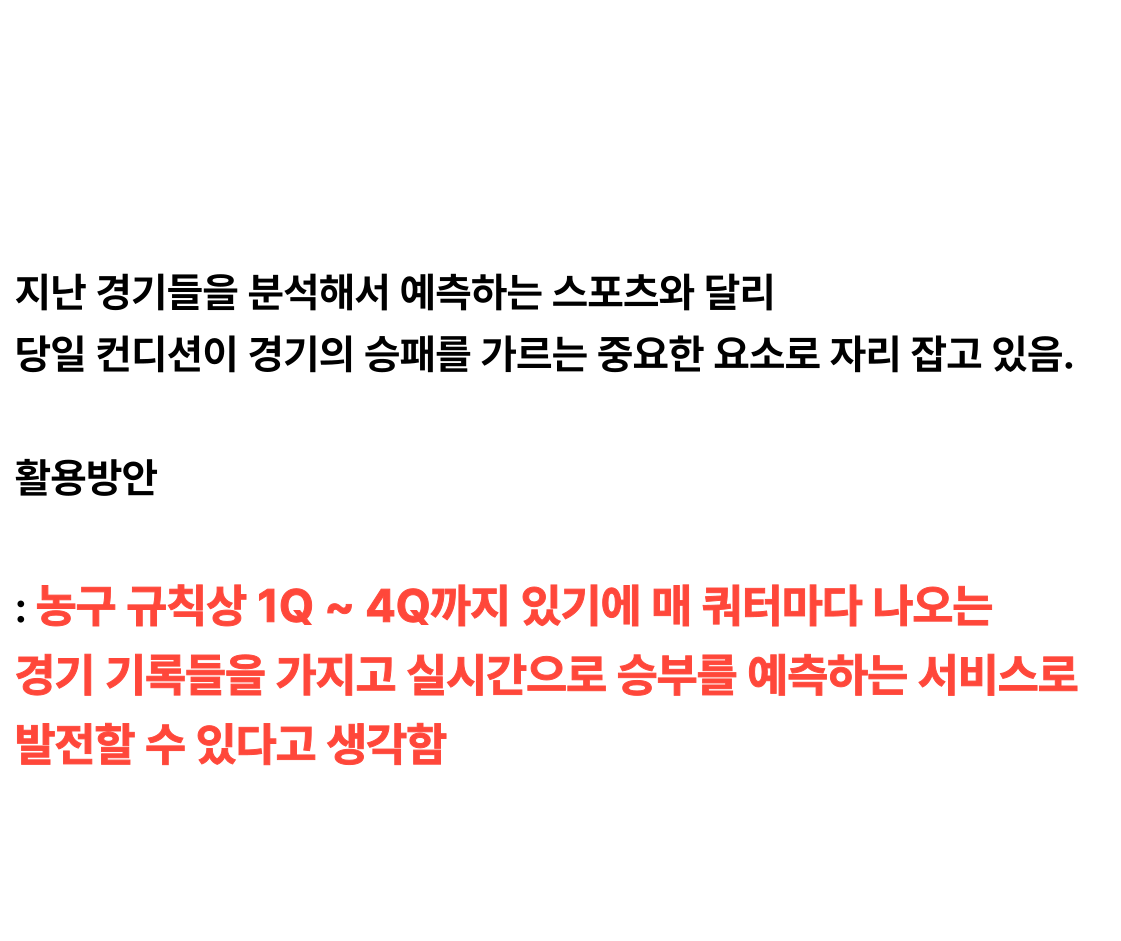 지난 경기들을 분석해서 예측하는 스포츠와 달리
당일 컨디션이 경기의 승패를 가르는 중요한 요소로 자리 잡고 있음.
활용방안
: 농구 규칙상 1Q ~ 4Q까지 있기에 매 쿼터마다 나오는
경기 기록들을 가지고 실시간으로 승부를 예측하는 서비스로
발전할 수 있다고 생각함